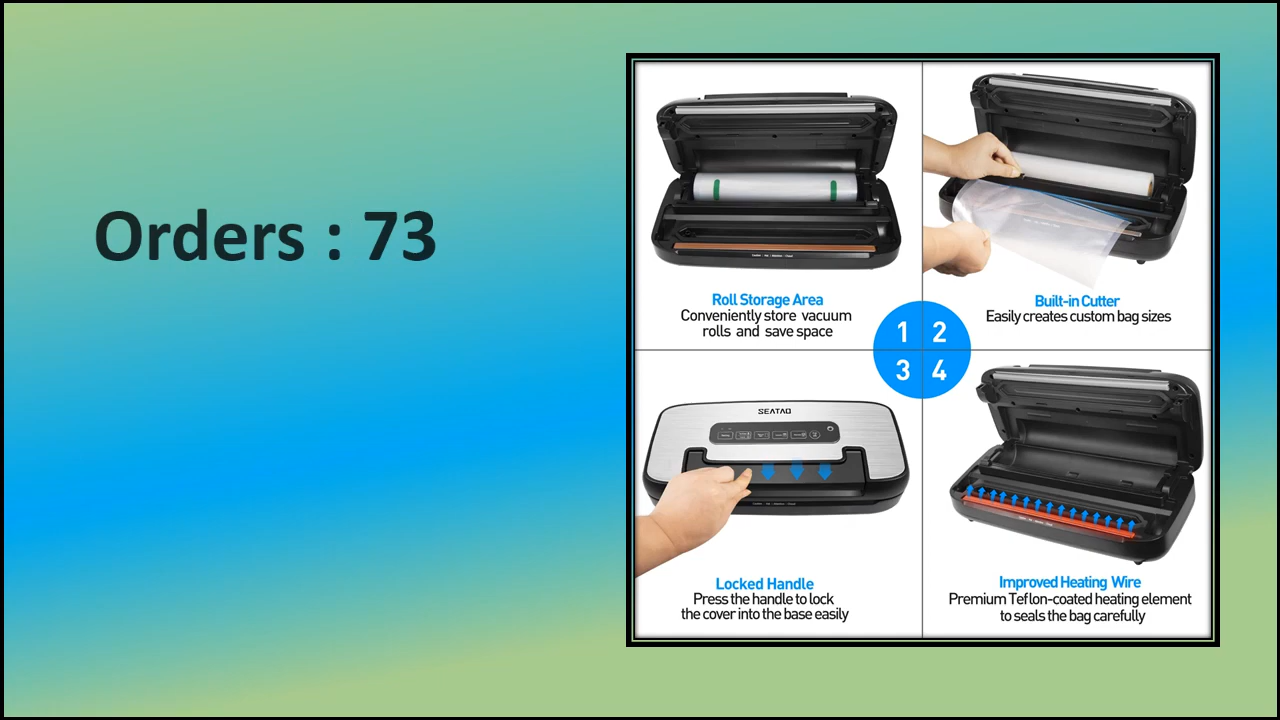 Orders : 73
Roll Storage Area
Conveniently store vacuum
rolls and save space
Built-in Cutter
Easily creates custom bag sizes
1 2
3 4
SEATAO
Locked Handle
Press the handle to lock
the cover into the base easily
Improved Heating Wire
Premium Teflon-coated heating element
to seals the bag carefully